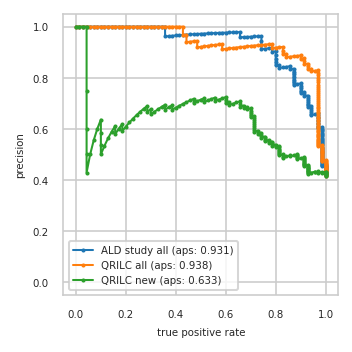 1.0
0.8
0.6
0.4
0.2
0.0
precision
ALD study all (aps: 0.931)
QRILC all (aps: 0.938)
QRILC new (aps: 0.633)
0.0 0.2 0.4 0.6 0.8 1.0
true positive rate